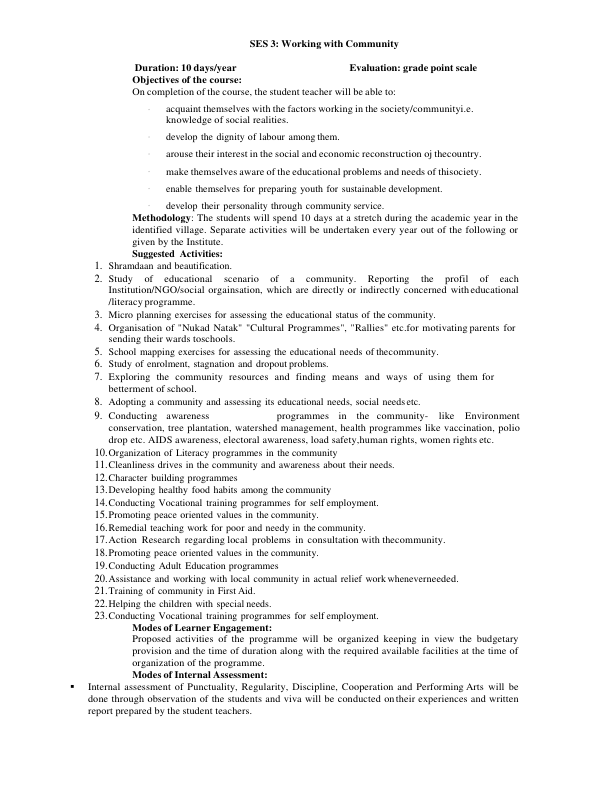 SES 3: Working with Community
Duration: 10 days/year Evaluation: grade point scale
Objectives of the course:
On completion of the course, the student teacher will be able to:
· acquaint themselves with the factors working in the society/communityi.e.
knowledge of social realities.
· develop the dignity of labour among them.
· arouse their interest in the social and economic reconstruction oj thecountry.
· make themselves aware of the educational problems and needs of thisociety.
· enable themselves for preparing youth for sustainable development.
· develop their personality through community service.
Methodology: The students will spend 10 days at a stretch during the academic year in the
identified village. Separate activities will be undertaken every year out of the following or
given by the Institute.
Suggested Activities:
1. Shramdaan and beautification.
2. Study of educational scenario of a community. Reporting the profil of each
Institution/NGO/social orgainsation, which are directly or indirectly concerned with educational
/literacy programme.
3. Micro planning exercises for assessing the educational status of the community.
4. Organisation of "Nukad Natak" "Cultural Programmes", "Rallies" etc.for motivating parents for
sending their wards toschools.
5. School mapping exercises for assessing the educational needs of thecommunity.
6. Study of enrolment, stagnation and dropout problems.
7. Exploring the community resources and finding means and ways of using them for
betterment of school.
8. Adopting a community and assessing its educational needs, social needs etc.
9. Conducting awareness programmes in the community- like Environment
conservation, tree plantation, watershed management, health programmes like vaccination, polio
drop etc. AIDS awareness, electoral awareness, load safety,human rights, women rights etc.
10. Organization of Literacy programmes in the community
11. Cleanliness drives in the community and awareness about their needs.
12. Character building programmes
13. Developing healthy food habits among the community
14. Conducting Vocational training programmes for self employment.
15. Promoting peace oriented values in the community.
16. Remedial teaching work for poor and needy in the community.
17. Action Research regarding local problems in consultation with thecommunity.
18. Promoting peace oriented values in the community.
19. Conducting Adult Education programmes
20. Assistance and working with local community in actual relief work wheneverneeded.
21. Training of community in First Aid.
22. Helping the children with special needs.
23. Conducting Vocational training programmes for self employment.
Modes of Learner Engagement:
Proposed activities of the programme will be organized keeping in view the budgetary
provision and the time of duration along with the required available facilities at the time of
organization of the programme.
Modes of Internal Assessment:
▪ Internal assessment of Punctuality, Regularity, Discipline, Cooperation and Performing Arts will be
done through observation of the students and viva will be conducted on their experiences and written
report prepared by the student teachers.